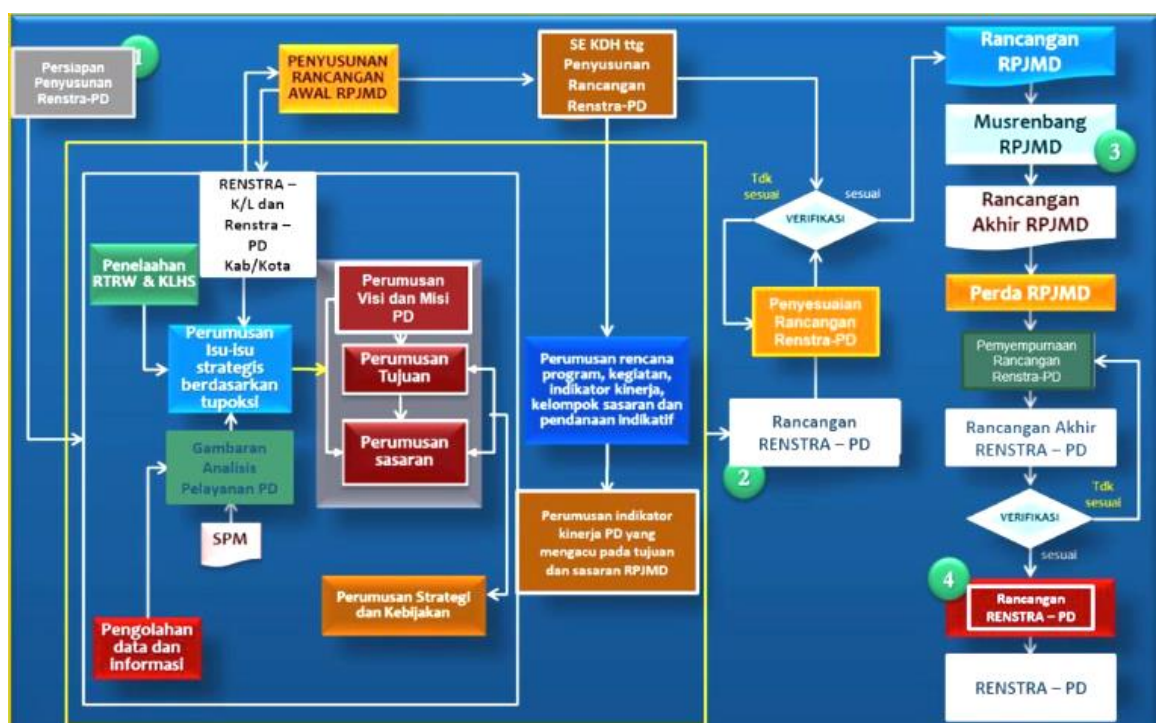 1
Persiapan
Penyusunan
Renstra-PD
PENYUSUNAN
RANCANGAN
AWAL RPJMD
SE KDH ttg
Penyusunan
Rancangan
Renstra-PD
RENSTRA –
K/L dan
Renstra –
PD
Kab/Kota
Penelaahan
RTRW & KLHS
Perumusan
Isu-isu
strategis
berdasarkan
tupoksi
Gambaran
Analisis
Pelayanan PD
SPM
Pengolahan
data dan
informasi
Perumusan
Visi dan Misi
PD
Perumusan
Tujuan
Perumusan
sasaran
Perumusan Strategi
dan Kebijakan
Perumusan rencana
program, kegiatan,
indikator kinerja,
kelompok sasaran dan
pendanaan indikatif
Perumusan indikator
kinerja PD yang
mengacu pada tujuan
dan sasaran RPJMD
Tdk
sesuai
sesuai
VERIFIKASI
Penyesuaian
Rancangan
Renstra-PD
Rancangan
RENSTRA – PD
2
Rancangan
RPJMD
Musrenbang
RPJMD
3
Rancangan
Akhir RPJMD
Perda RPJMD
Pemyempurnaan
Rancangan
Renstra-PD
Rancangan Akhir
RENSTRA – PD
Tdk
sesuai
VERIFIKASI
sesuai
4
Rancangan
RENSTRA – PD
RENSTRA – PD